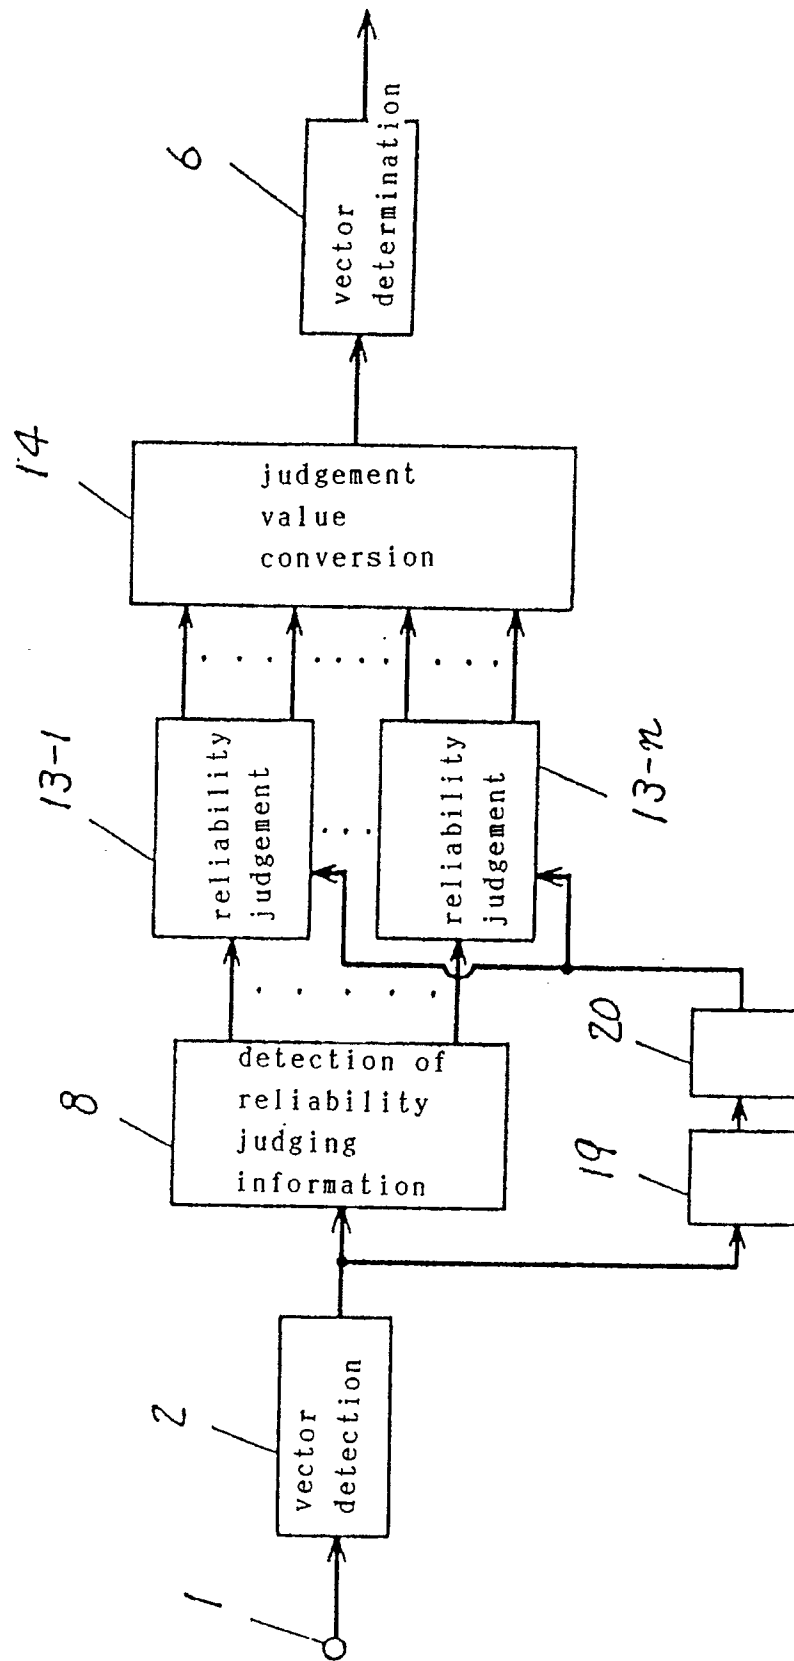 1
2
vector
detection
8
detection of
reliability
judging
information
19
20
13-1
reliability
judgement
13-n
reliability
judgement
14
judgement
value
conversion
6
vector
determination